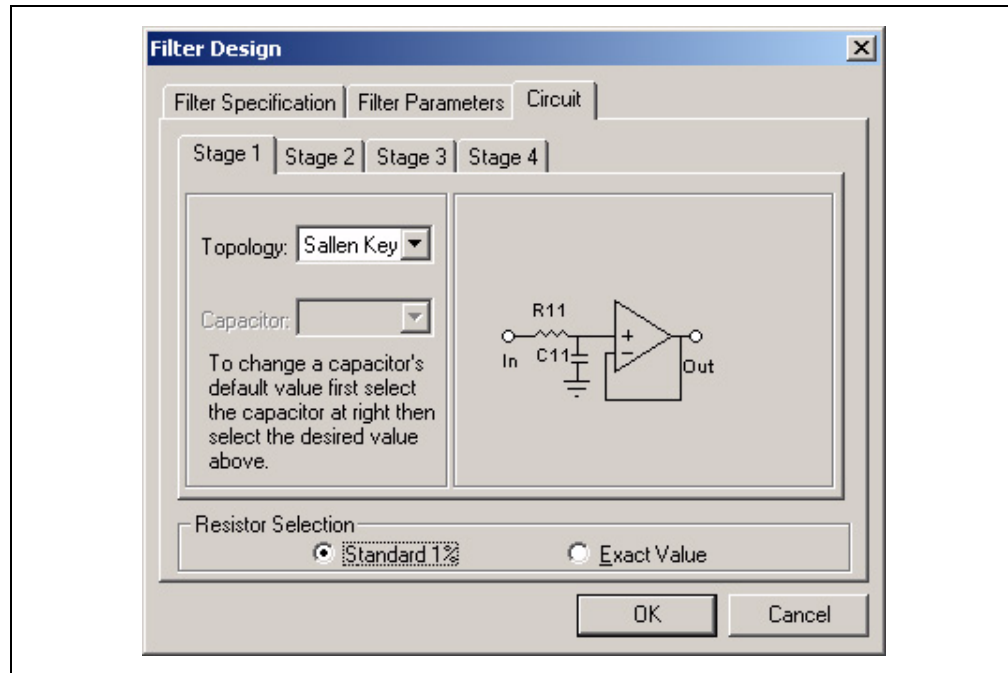 Filter Design
Filter Specification
Filter Parameters
Circuit
Stage 1
Stage 2
Stage 3
Stage 4
Topology:
Sallen Key
Capacitor:
To change a capacitor's
default value first select
the capacitor at right then
select the desired value
above.
R11
+
−
In
C11
Out
Resistor Selection
Standard 1%
Exact Value
OK
Cancel